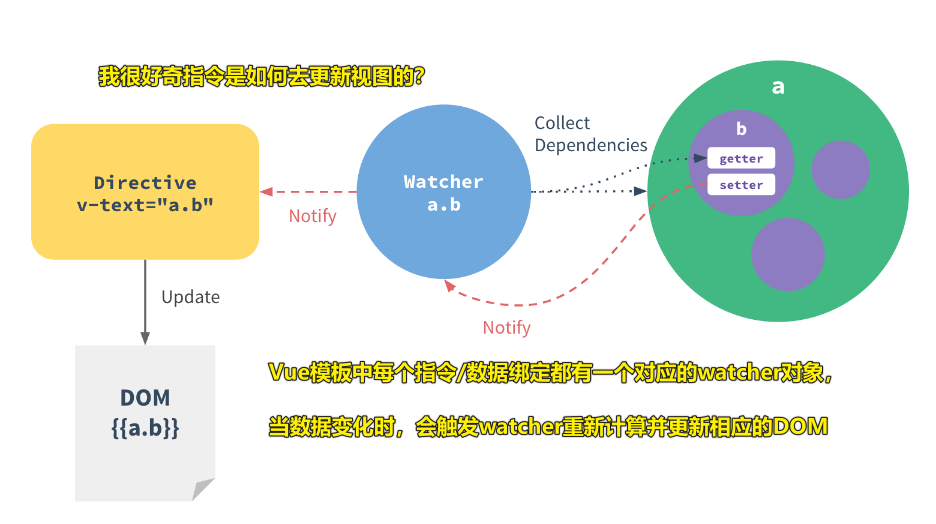 我很好奇指令是如何去更新视图的？
a
Collect
Dependencies
b
getter
setter
Directive
v-text="a.b"
Watcher
a.b
Notify
Update
Notify
Vue模板中每个指令/数据绑定都有一个对应的watcher对象，
DOM
{{a.b}}
当数据变化时，会触发watcher重新计算并更新相应的DOM